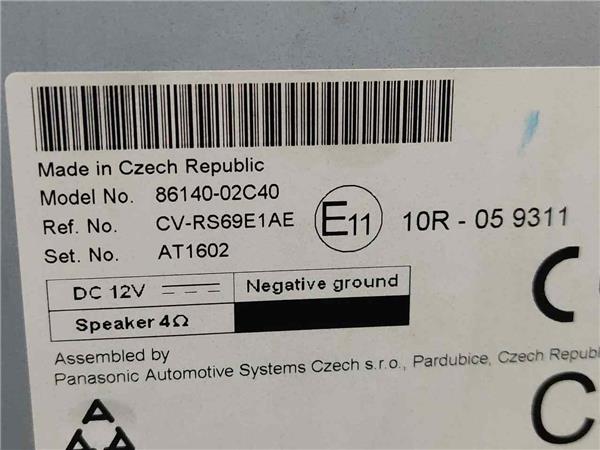 Made in Czech Republic
Model No. 86140-02C40
Ref. No. CV-RS69E1AE
Set. No. AT1602
E11 10R - 05 9311
DC 12V Negative ground
Speaker 4Ω
Assembled by
Panasonic Automotive Systems Czech s.r.o., Pardubice, Czech Republi